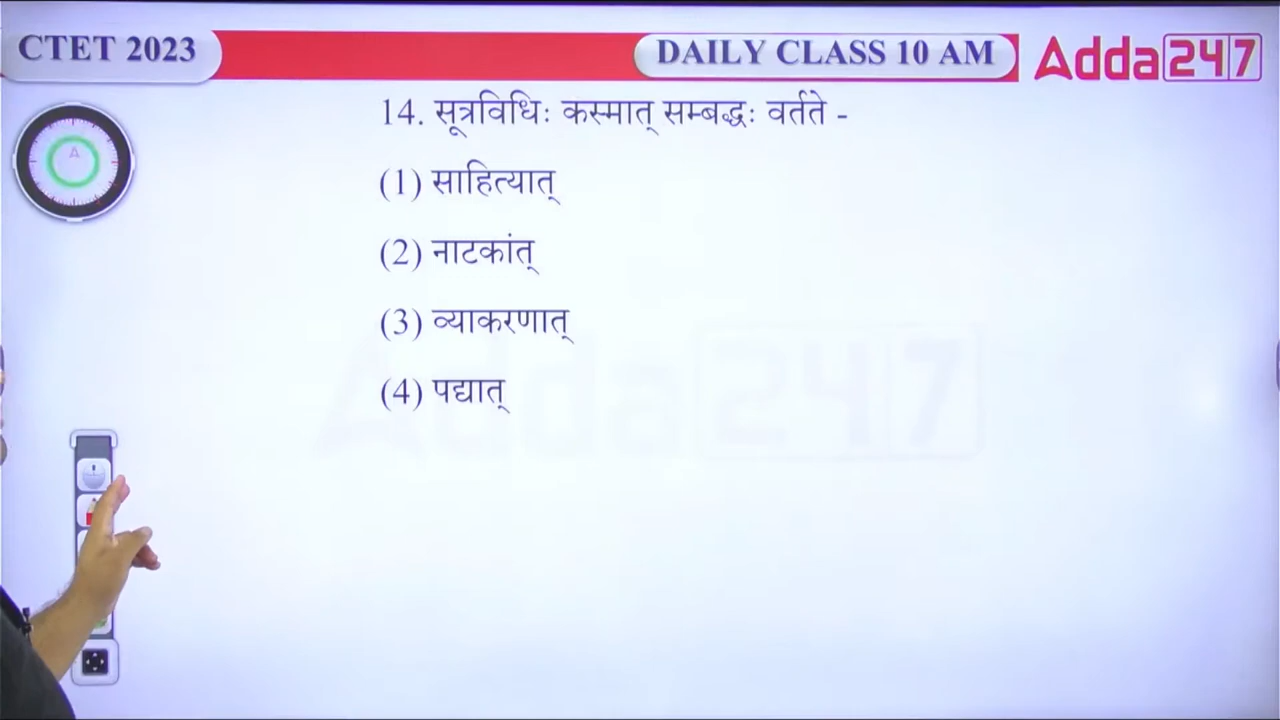 CTET 2023
DAILY CLASS 10 AM
Adda247
14. सूत्रविधिः कस्मात् सम्बद्धः वर्तते -
(1) साहित्यात्
(2) नाटकांत्
(3) व्याकरणात्
(4) पद्यात्
Adda247